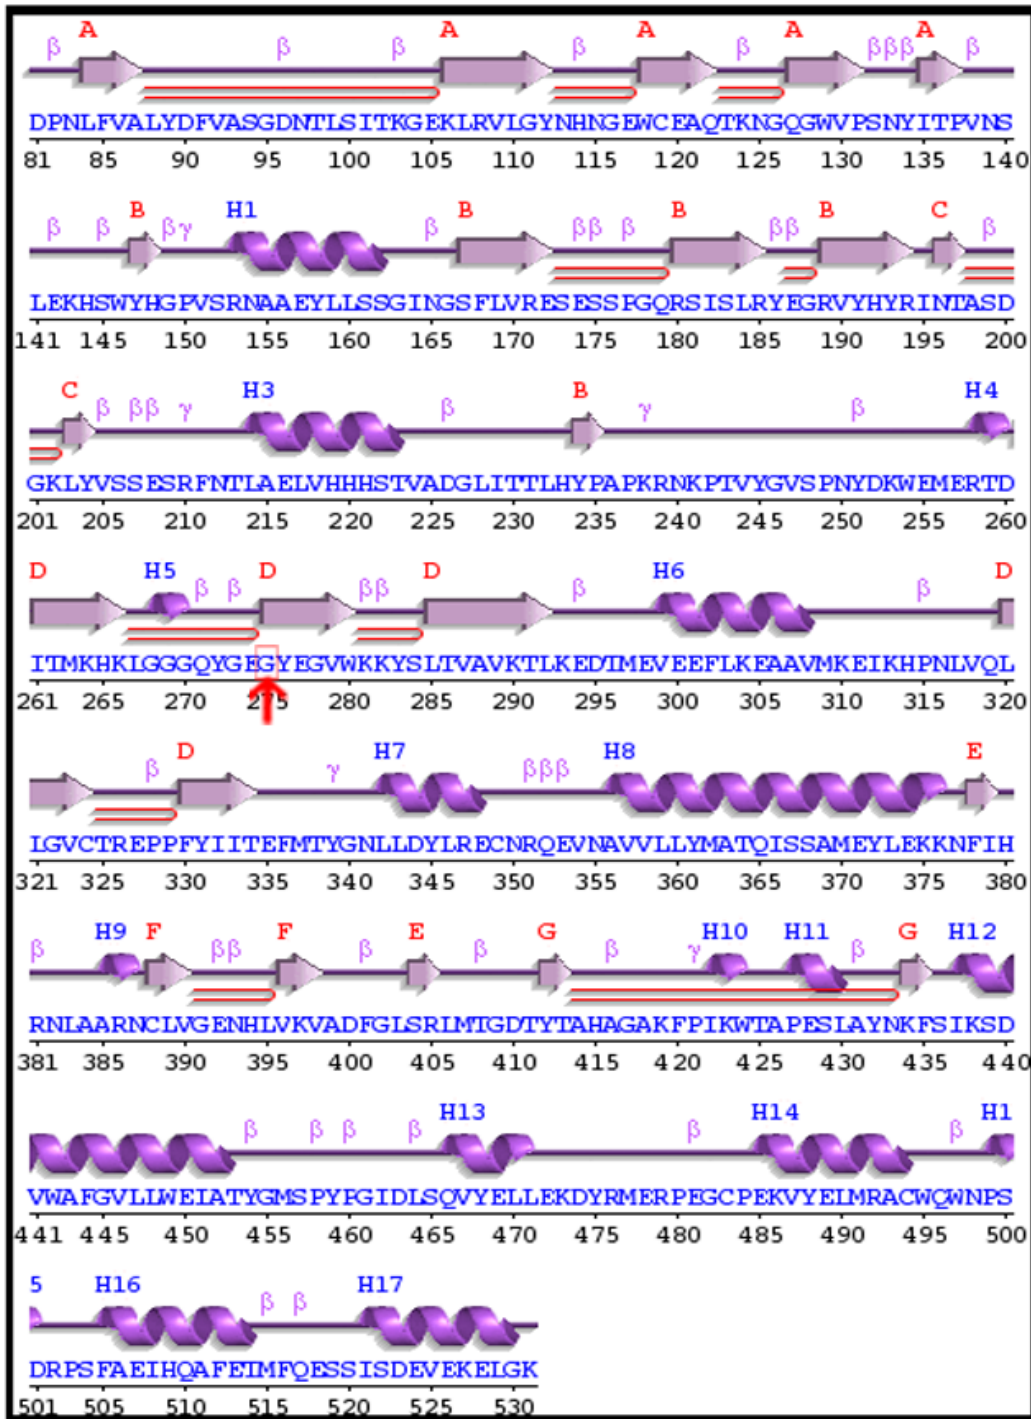 A A A A A
β β β β β βββ β
DPNLFVALYDFVASGDNTLSITKGEKLRVLGYNHNGEWCEAQTKNGQGWVPSNYITPVNS
81 85 90 95 100 105 110 115 120 125 130 135 140
B H1 B B B C
β β βγ β ββ β ββ β
LEKHSWYHGPVSRNAAEYLLSSGINGSFLVRESESSPGQRSISLRYEGRVYHYRINTASD
141 145 150 155 160 165 170 175 180 185 190 195 200
C H3 B H4
β ββ γ β γ β
GKLYVSSESRFNTLAELVHHHSTVADGLITTLHYPAPKRNKPTVYGVSPNYDKWEMERTD
201 205 210 215 220 225 230 235 240 245 250 255 260
D H5 D D H6 D
β β ββ β β
ITMKHKLGGGQYGEGYEGVWKKYSLTVAVKTLKEDTMEVEEFLKEAAVMKEIKHPNLVQL
261 265 270 275 280 285 290 295 300 305 310 315 320
D H7 H8 E
β γ βββ
LGVCTREPPFYIITEFMTYGNLLDYLRECNRQEVNAVVLLYMATQISSAMEYLEKKNFIH
321 325 330 335 340 345 350 355 360 365 370 375 380
H9 F F E G H10 H11 G H12
β ββ β β β γ β
RNLAARNCLVGENHLVKVADFGLSRLMTGDTYTAHAGAKFPIKWTAPESLAYNKFSIKSD
381 385 390 395 400 405 410 415 420 425 430 435 440
H13 H14 H1
β β β β β β
VWAFGVLLWEIATYGMSPYPGIDLSQVYELLEKDYRMERPEGCPEKVYELMRACWQWNPS
441 445 450 455 460 465 470 475 480 485 490 495 500
5 H16 H17
β β
DRPSFAEIHQAFETMFQESSISDEVEKELGK
501 505 510 515 520 525 530